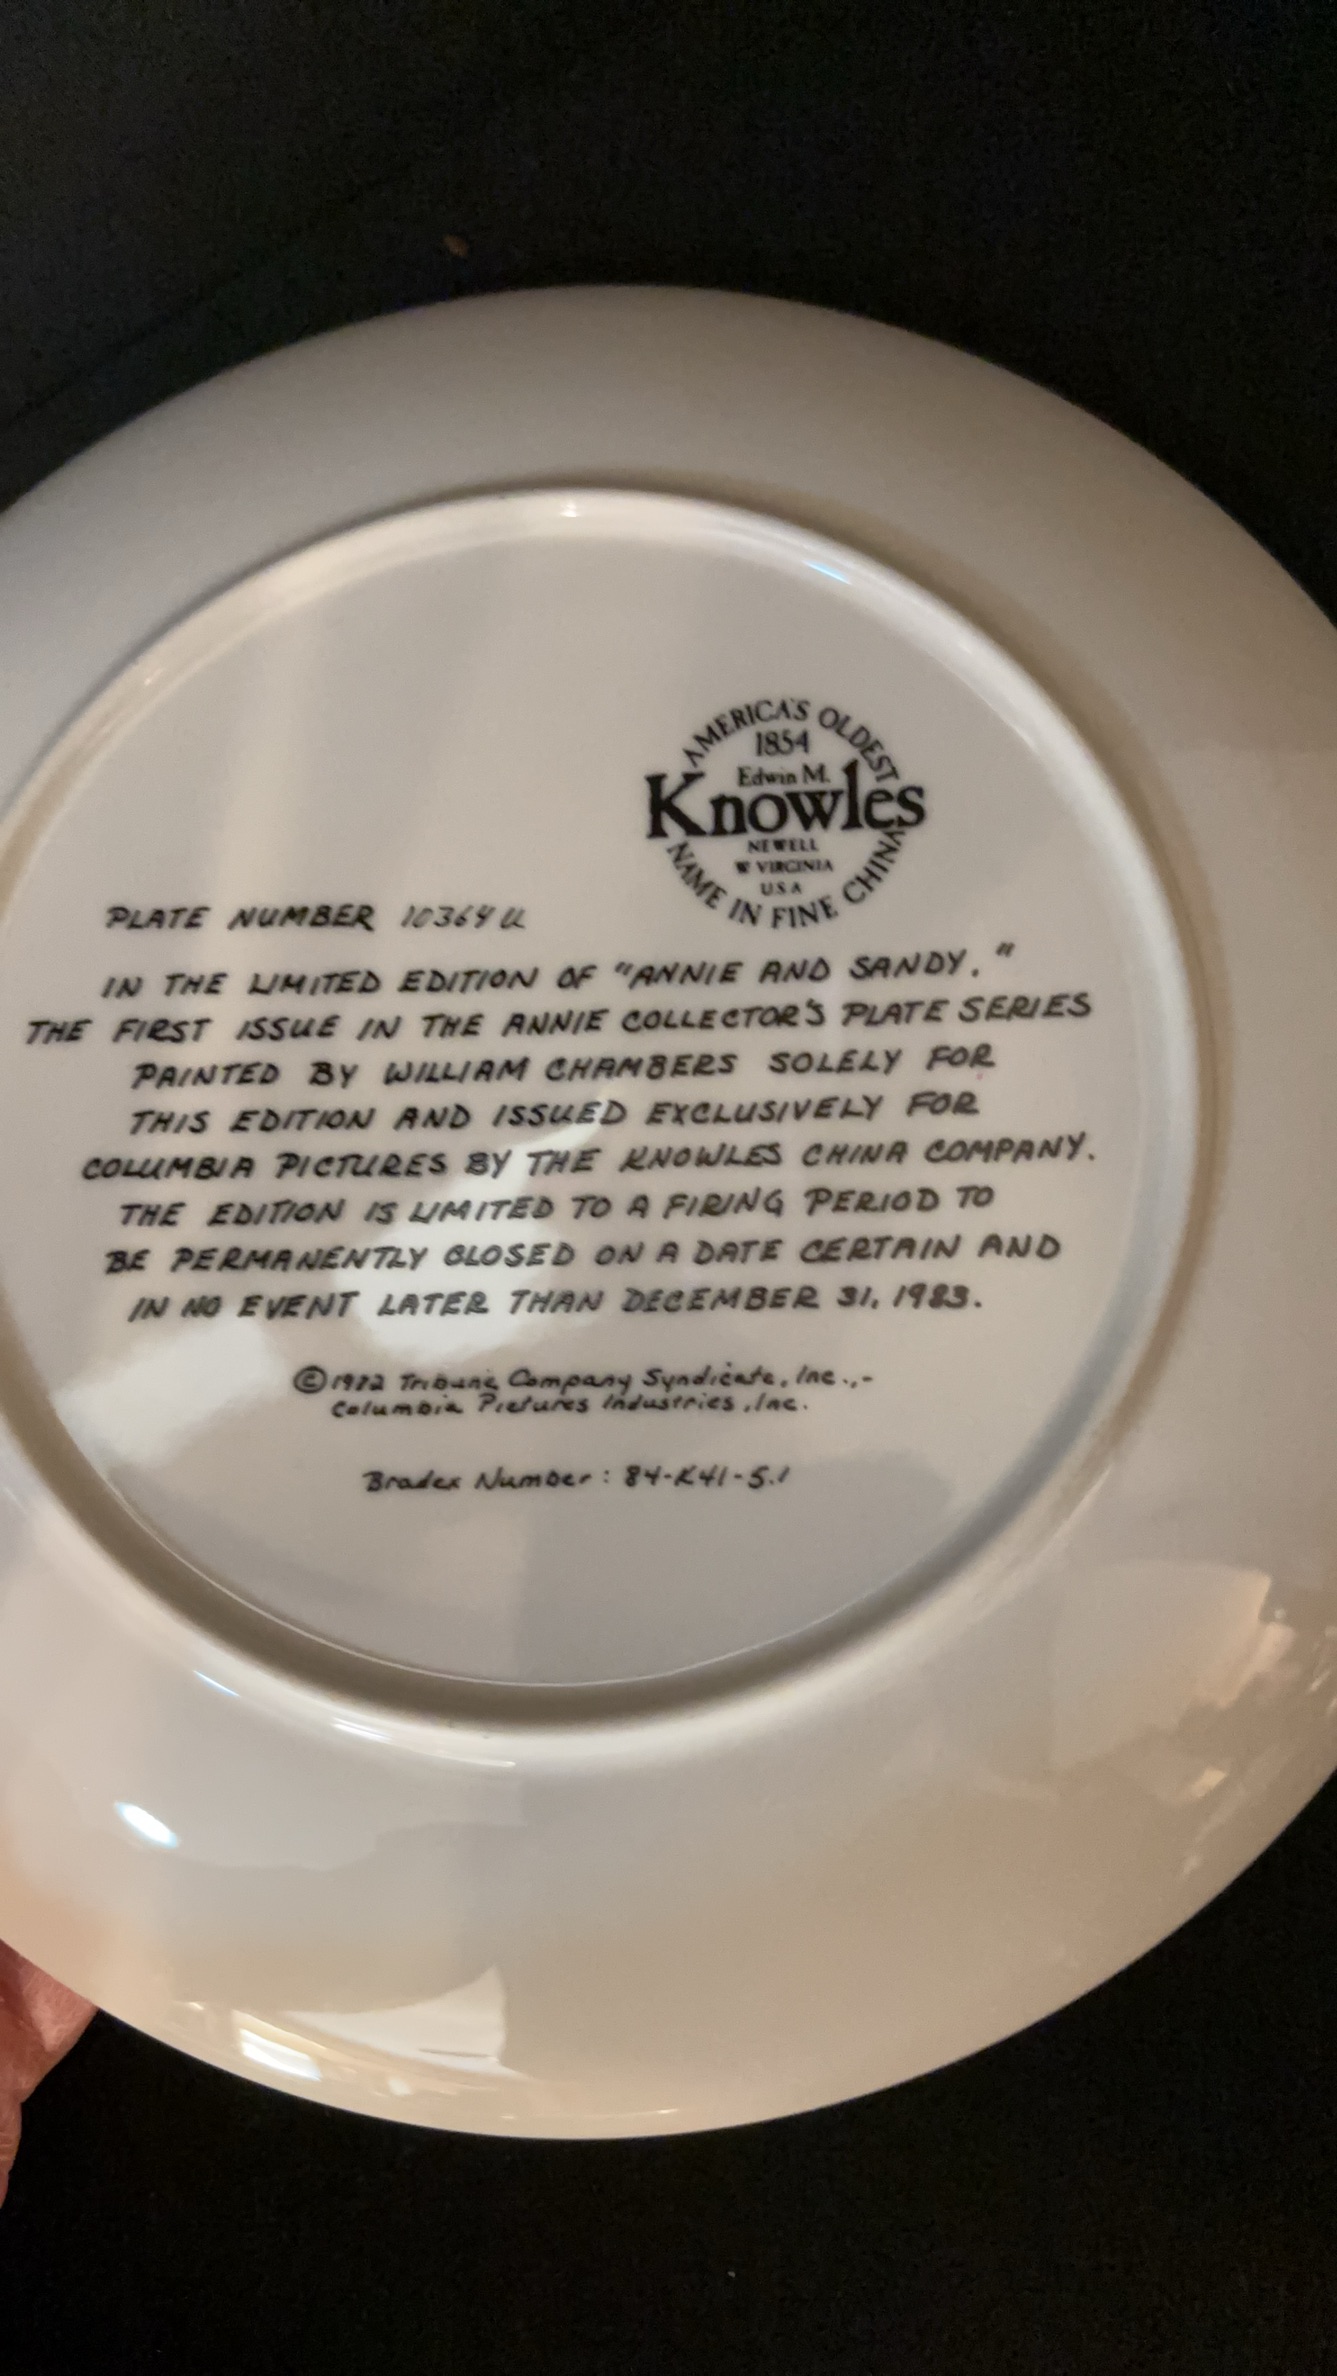 AMERICA'S OLDEST
1854
Edwin M.
Knowles
NEWELL
W VIRGINIA
U.S.A
NAME IN FINE CHINA
PLATE NUMBER 10364U
IN THE LIMITED EDITION OF "ANNIE AND SANDY."
THE FIRST ISSUE IN THE ANNIE COLLECTOR'S PLATE SERIES
PAINTED BY WILLIAM CHAMBERS SOLELY FOR
THIS EDITION AND ISSUED EXCLUSIVELY FOR
COLUMBIA PICTURES BY THE KNOWLES CHINA COMPANY.
THE EDITION IS LIMITED TO A FIRING PERIOD TO
BE PERMANENTLY CLOSED ON A DATE CERTAIN AND
IN NO EVENT LATER THAN DECEMBER 31, 1983.
©1982 Tribune Company Syndicate, Inc.,-
Columbia Pictures Industries, Inc.
Bradex Number: 84-K41-5.1